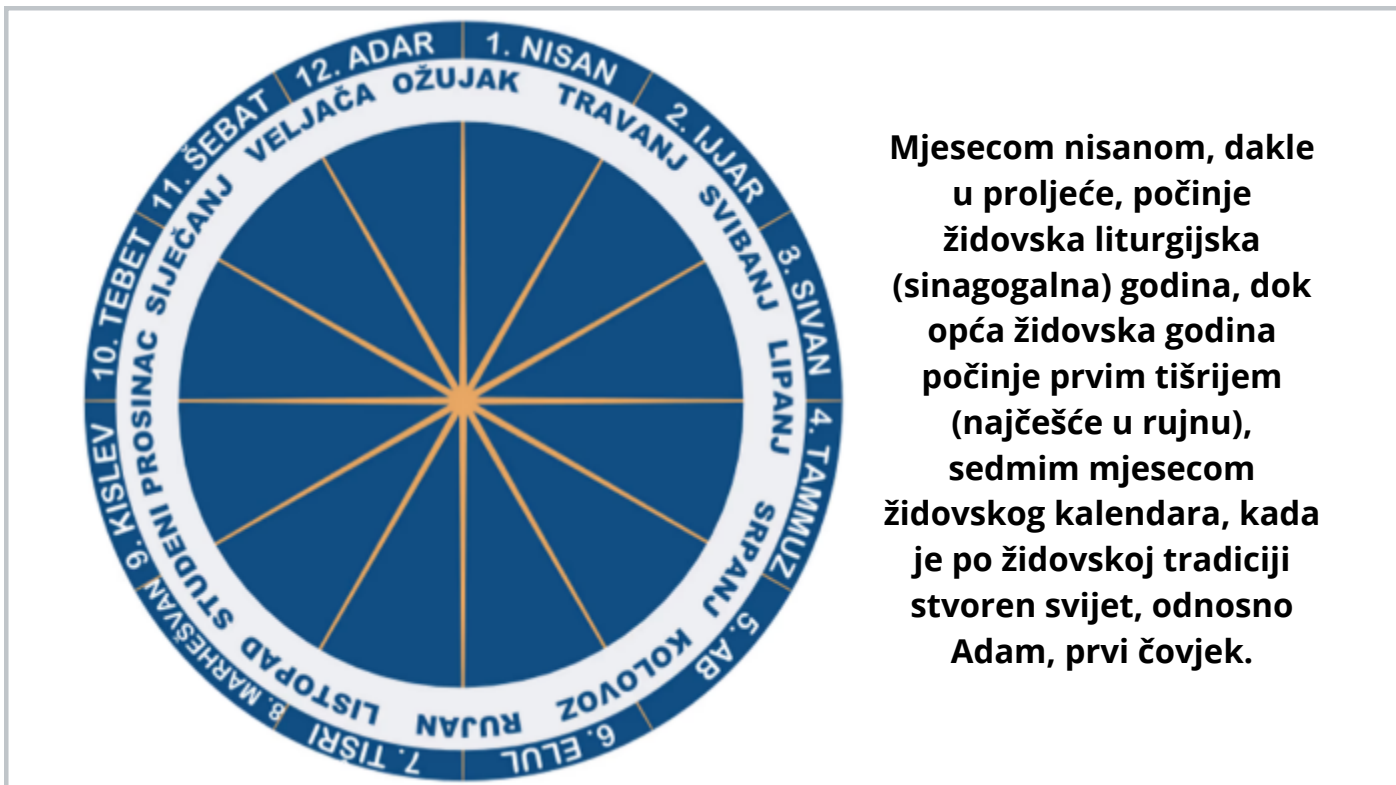 1. NISAN
2. IJJAR
3. SIVAN
4. TAMMUZ
5. AB
6. ELUL
7. TIŠRI
8. MARHEŠVAN
9. KISLEV
10. TEBET
11. ŠEBAT
12. ADAR
SIJEČANJ
VELJAČA
OŽUJAK
TRAVANJ
SVIBANJ
LIPANJ
SRPANJ
KOLOVOZ
RUJAN
LISTOPAD
STUDENI
PROSINAC
Mjesecom nisanom, dakle
u proljeće, počinje
židovska liturgijska
(sinagogalna) godina, dok
opća židovska godina
počinje prvim tišrijem
(najčešće u rujnu),
sedmim mjesecom
židovskog kalendara, kada
je po židovskoj tradiciji
stvoren svijet, odnosno
Adam, prvi čovjek.